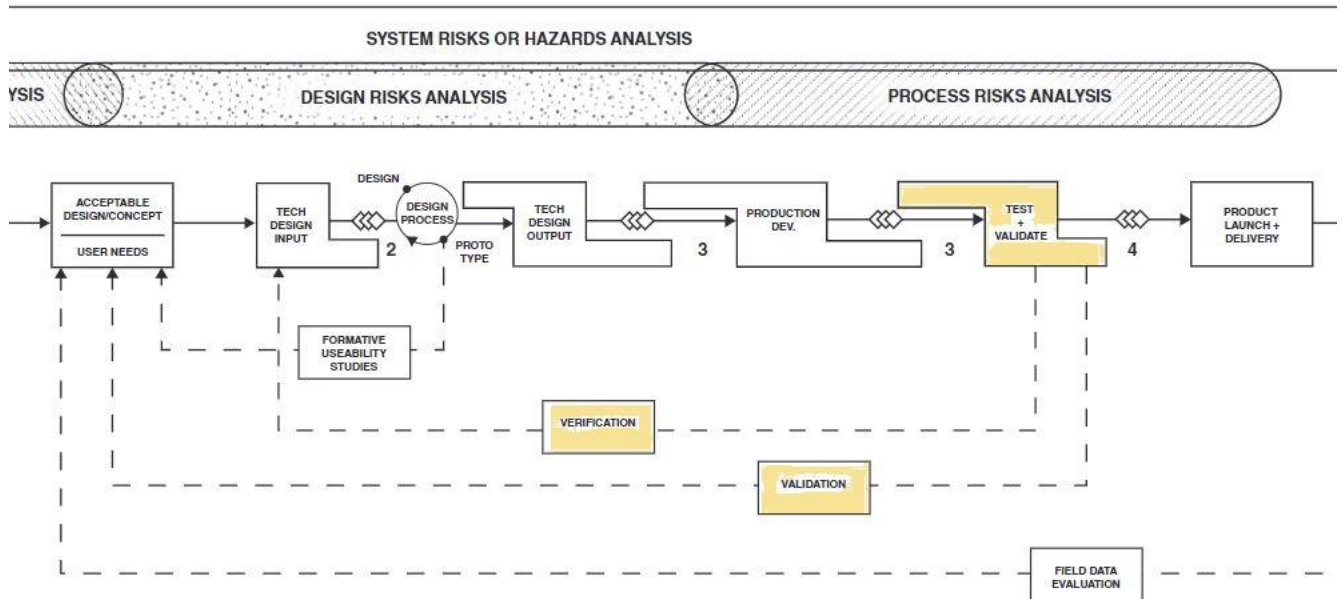 SYSTEM RISKS OR HAZARDS ANALYSIS
YSIS
DESIGN RISKS ANALYSIS
PROCESS RISKS ANALYSIS
ACCEPTABLE
DESIGN/CONCEPT
USER NEEDS
TECH
DESIGN
INPUT
2
DESIGN
DESIGN
PROCESS
PROTO
TYPE
TECH
DESIGN
OUTPUT
3
PRODUCTION
DEV.
3
TEST
+
VALIDATE
4
PRODUCT
LAUNCH +
DELIVERY
FORMATIVE
USEABILITY
STUDIES
VERIFICATION
VALIDATION
FIELD DATA
EVALUATION